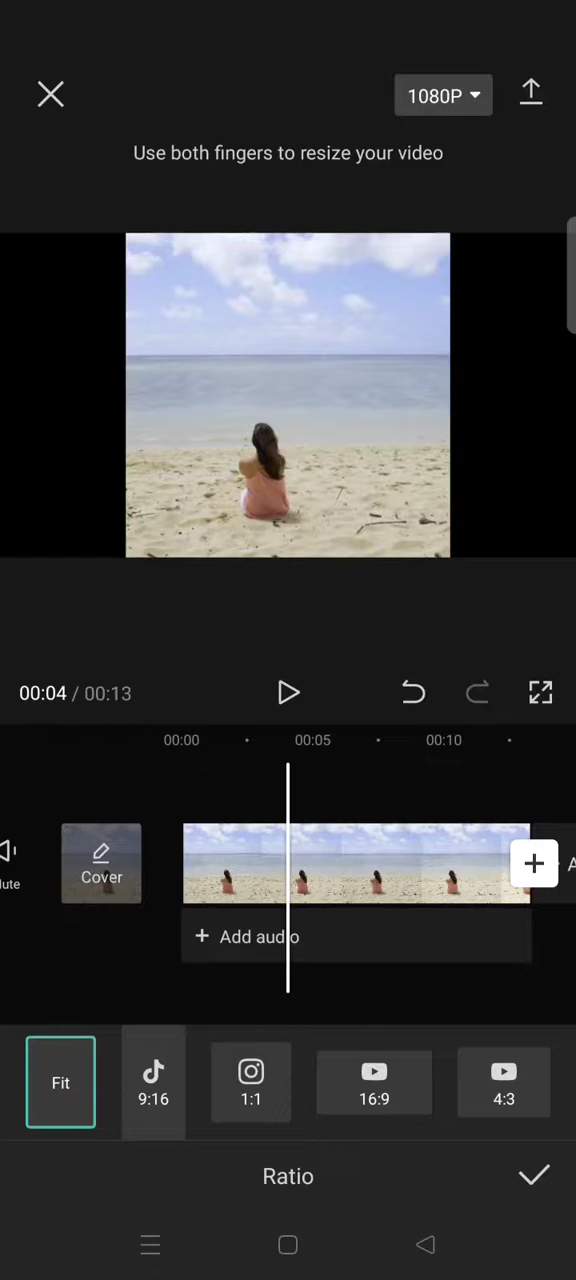 1080P
Use both fingers to resize your video
00:04 / 00:13
00:00 00:05 00:10
Cover
+ Add audio
Fit
9:16
1:1
16:9
4:3
Ratio